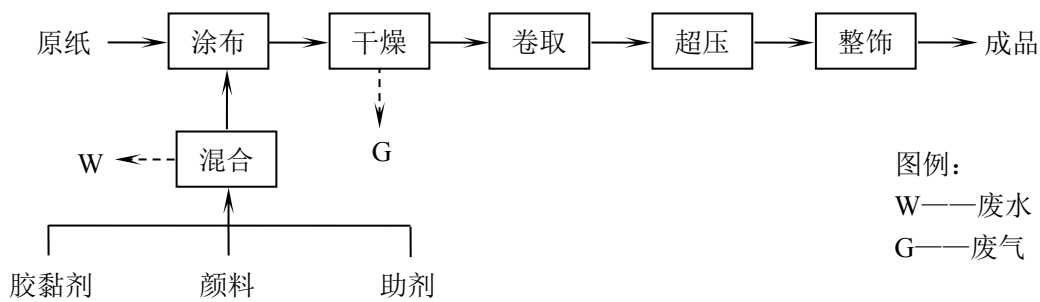 原纸 涂布 干燥 卷取 超压 整饰 成品
W 混合 G
图例：
W——废水
G——废气
胶黏剂 颜料 助剂